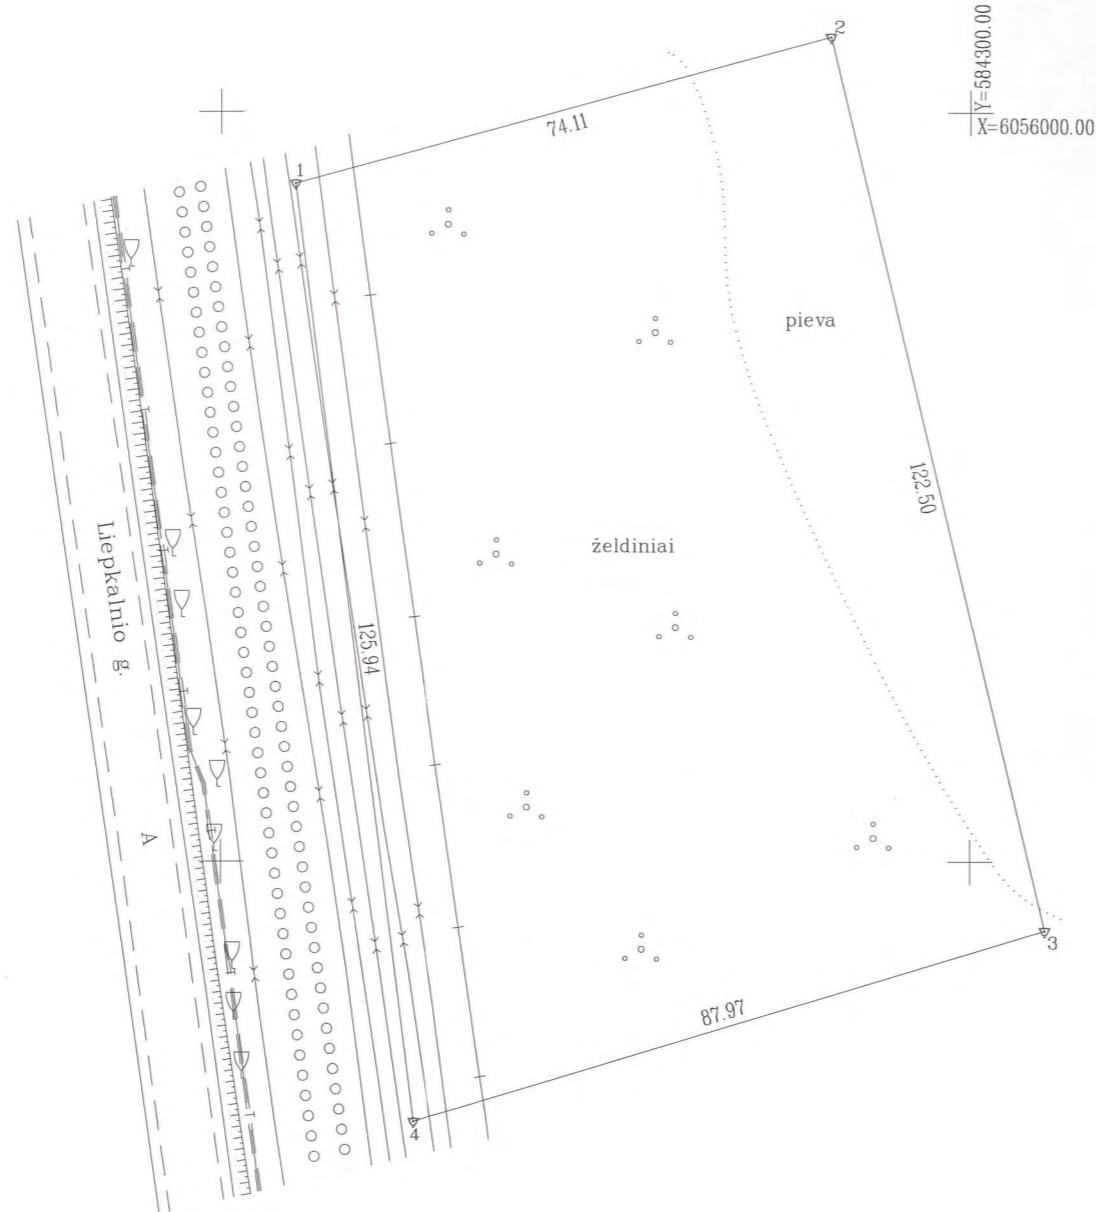 2
Y=584300.00
X=6056000.00
74.11
1
pieva
122.50
želdiniai
Liepkalnio g.
125.94
A
3
87.97
4